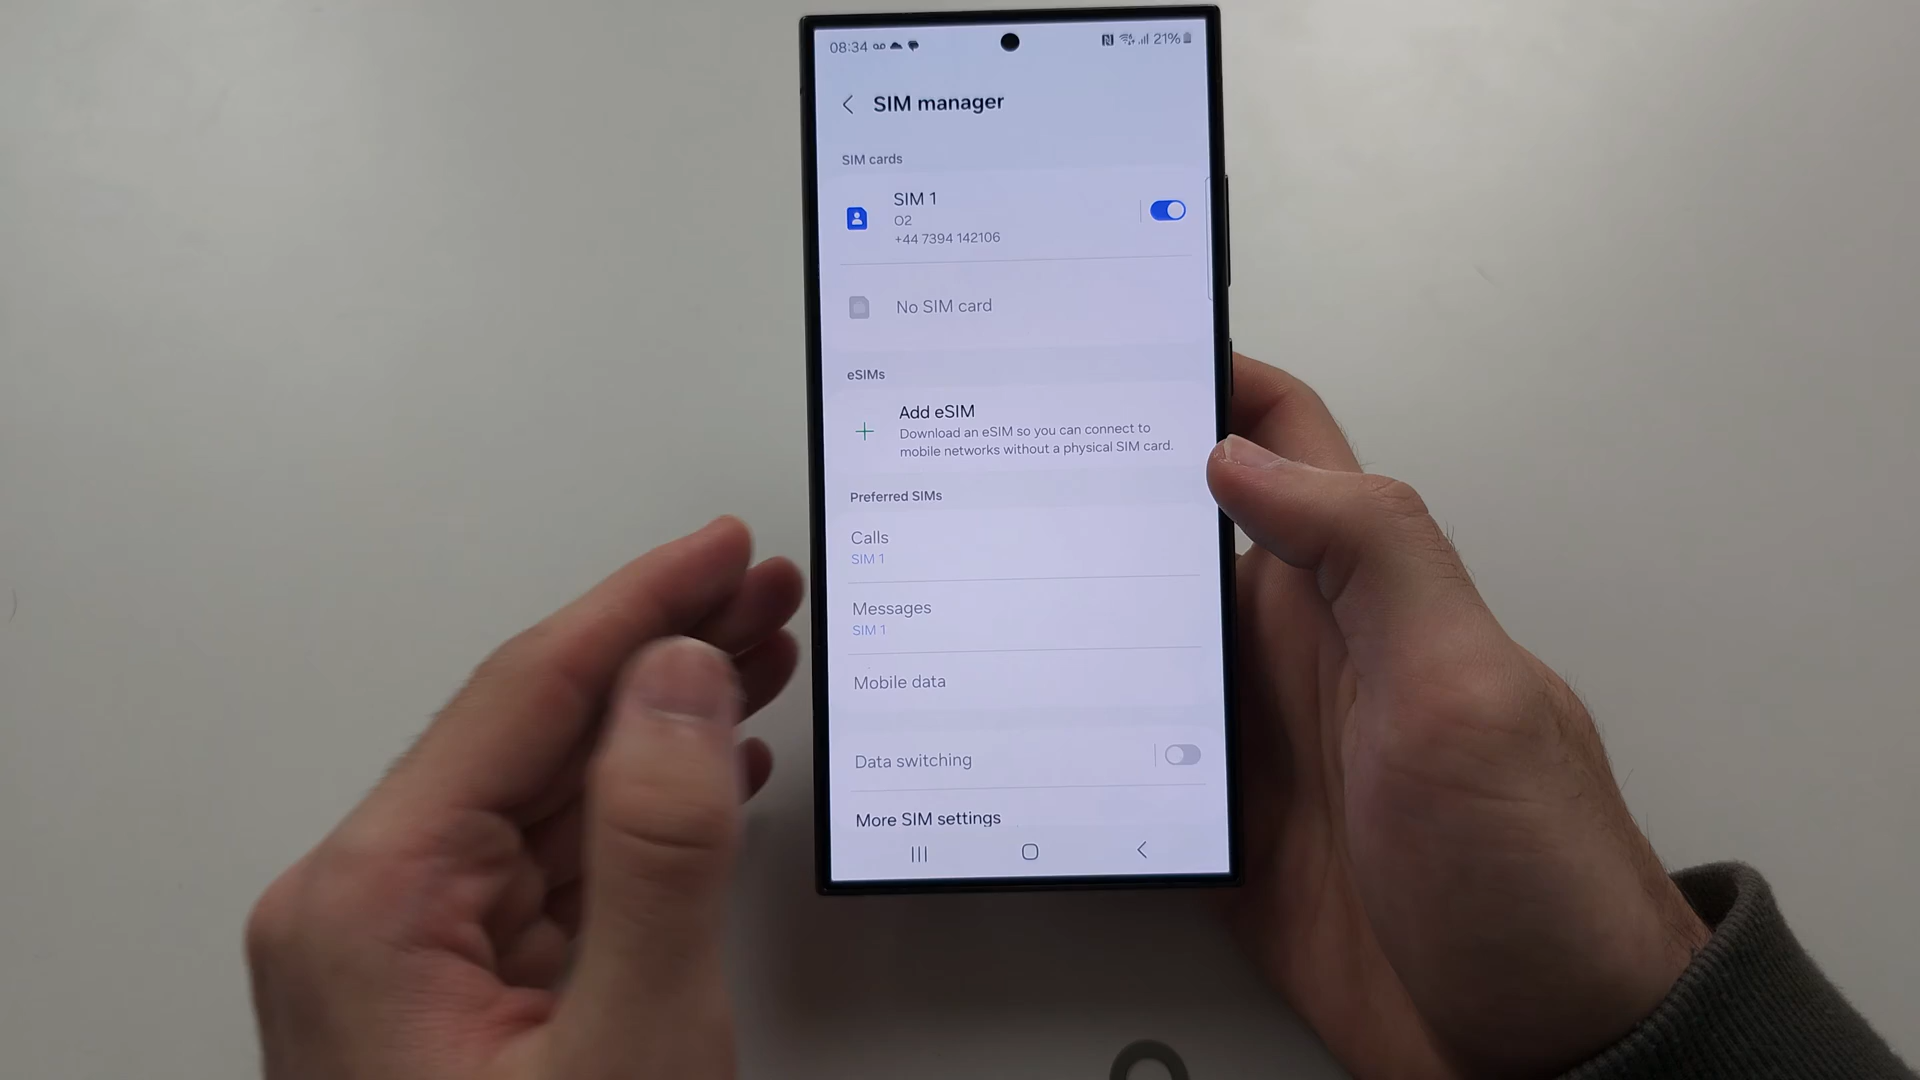 08:34 21%
SIM manager
SIM cards
SIM 1
O2
+44 7394 142106
No SIM card
eSIMs
Add eSIM
Download an eSIM so you can connect to
mobile networks without a physical SIM card.
Preferred SIMs
Calls
SIM 1
Messages
SIM 1
Mobile data
Data switching
More SIM settings